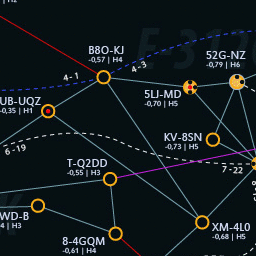 B8O-KJ
-0,57 | H4
52G-NZ
-0,79 | H6
4-1
4-3
5LJ-MD
-0,70 | H5
UB-UQZ
-0,35 | H1
KV-8SN
-0,73 | H5
6-19
T-Q2DD
-0,55 | H3
7-22
WD-B
4 | H3
XM-4L0
-0,68 | H5
8-4GQM
-0,61 | H4